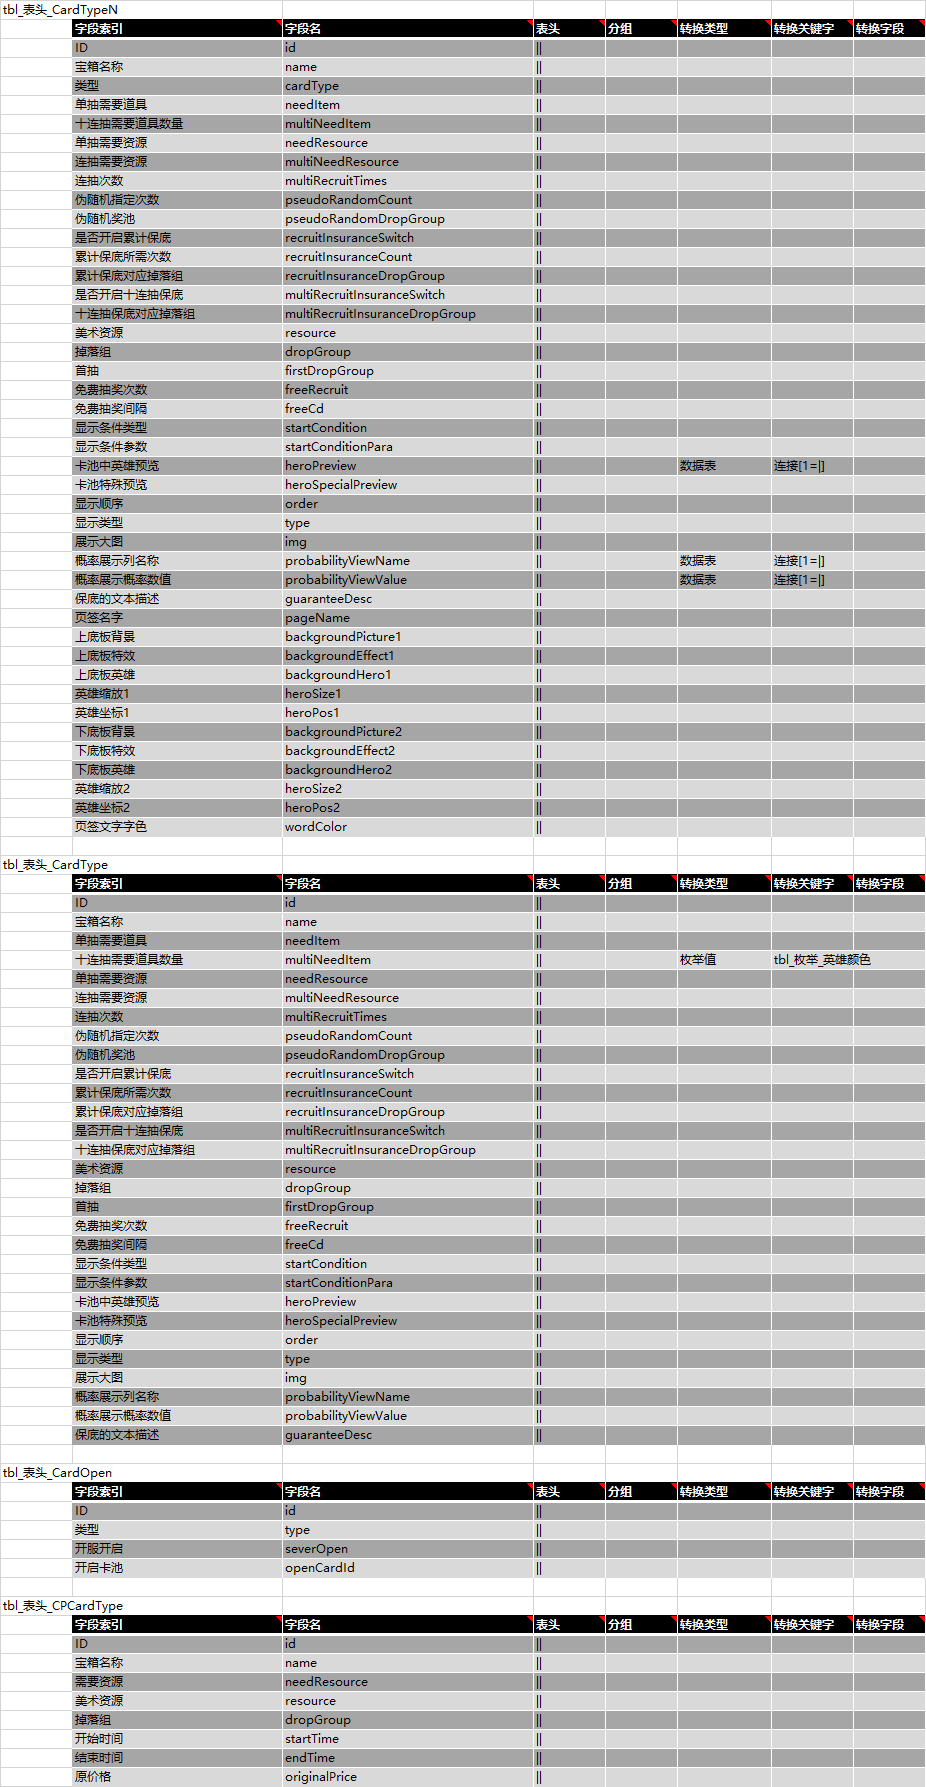 tbl_表头_CardTypeN
字段索引 字段名 表头 分组 转换类型 转换关键字 转换字段
ID id ||
宝箱名称 name ||
类型 cardType ||
单抽需要道具 needItem ||
十连抽需要道具数量 multiNeedItem ||
单抽需要资源 needResource ||
连抽需要资源 multiNeedResource ||
连抽次数 multiRecruitTimes ||
伪随机指定次数 pseudoRandomCount ||
伪随机奖池 pseudoRandomDropGroup ||
是否开启累计保底 recruitInsuranceSwitch ||
累计保底所需次数 recruitInsuranceCount ||
累计保底对应掉落组 recruitInsuranceDropGroup ||
是否开启十连抽保底 multiRecruitInsuranceSwitch ||
十连抽保底对应掉落组 multiRecruitInsuranceDropGroup ||
美术资源 resource ||
掉落组 dropGroup ||
首抽 firstDropGroup ||
免费抽奖次数 freeRecruit ||
免费抽奖间隔 freeCd ||
显示条件类型 startCondition ||
显示条件参数 startConditionPara ||
卡池中英雄预览 heroPreview || 数据表 连接[1=|]
卡池特殊预览 heroSpecialPreview ||
显示顺序 order ||
显示类型 type ||
展示大图 img ||
概率展示列名称 probabilityViewName || 数据表 连接[1=|]
概率展示概率数值 probabilityViewValue || 数据表 连接[1=|]
保底的文本描述 guaranteeDesc ||
页签名字 pageName ||
上底板背景 backgroundPicture1 ||
上底板特效 backgroundEffect1 ||
上底板英雄 backgroundHero1 ||
英雄缩放1 heroSize1 ||
英雄坐标1 heroPos1 ||
下底板背景 backgroundPicture2 ||
下底板特效 backgroundEffect2 ||
下底板英雄 backgroundHero2 ||
英雄缩放2 heroSize2 ||
英雄坐标2 heroPos2 ||
页签文字字色 wordColor ||
tbl_表头_CardType
字段索引 字段名 表头 分组 转换类型 转换关键字 转换字段
ID id ||
宝箱名称 name ||
单抽需要道具 needItem ||
十连抽需要道具数量 multiNeedItem || 枚举值 tbl_枚举_英雄颜色
单抽需要资源 needResource ||
连抽需要资源 multiNeedResource ||
连抽次数 multiRecruitTimes ||
伪随机指定次数 pseudoRandomCount ||
伪随机奖池 pseudoRandomDropGroup ||
是否开启累计保底 recruitInsuranceSwitch ||
累计保底所需次数 recruitInsuranceCount ||
累计保底对应掉落组 recruitInsuranceDropGroup ||
是否开启十连抽保底 multiRecruitInsuranceSwitch ||
十连抽保底对应掉落组 multiRecruitInsuranceDropGroup ||
美术资源 resource ||
掉落组 dropGroup ||
首抽 firstDropGroup ||
免费抽奖次数 freeRecruit ||
免费抽奖间隔 freeCd ||
显示条件类型 startCondition ||
显示条件参数 startConditionPara ||
卡池中英雄预览 heroPreview ||
卡池特殊预览 heroSpecialPreview ||
显示顺序 order ||
显示类型 type ||
展示大图 img ||
概率展示列名称 probabilityViewName ||
概率展示概率数值 probabilityViewValue ||
保底的文本描述 guaranteeDesc ||
tbl_表头_CardOpen
字段索引 字段名 表头 分组 转换类型 转换关键字 转换字段
ID id ||
类型 type ||
开服开启 severOpen ||
开启卡池 openCardId ||
tbl_表头_CPCardType
字段索引 字段名 表头 分组 转换类型 转换关键字 转换字段
ID id ||
宝箱名称 name ||
需要资源 needResource ||
美术资源 resource ||
掉落组 dropGroup ||
开始时间 startTime ||
结束时间 endTime ||
原价格 originalPrice ||